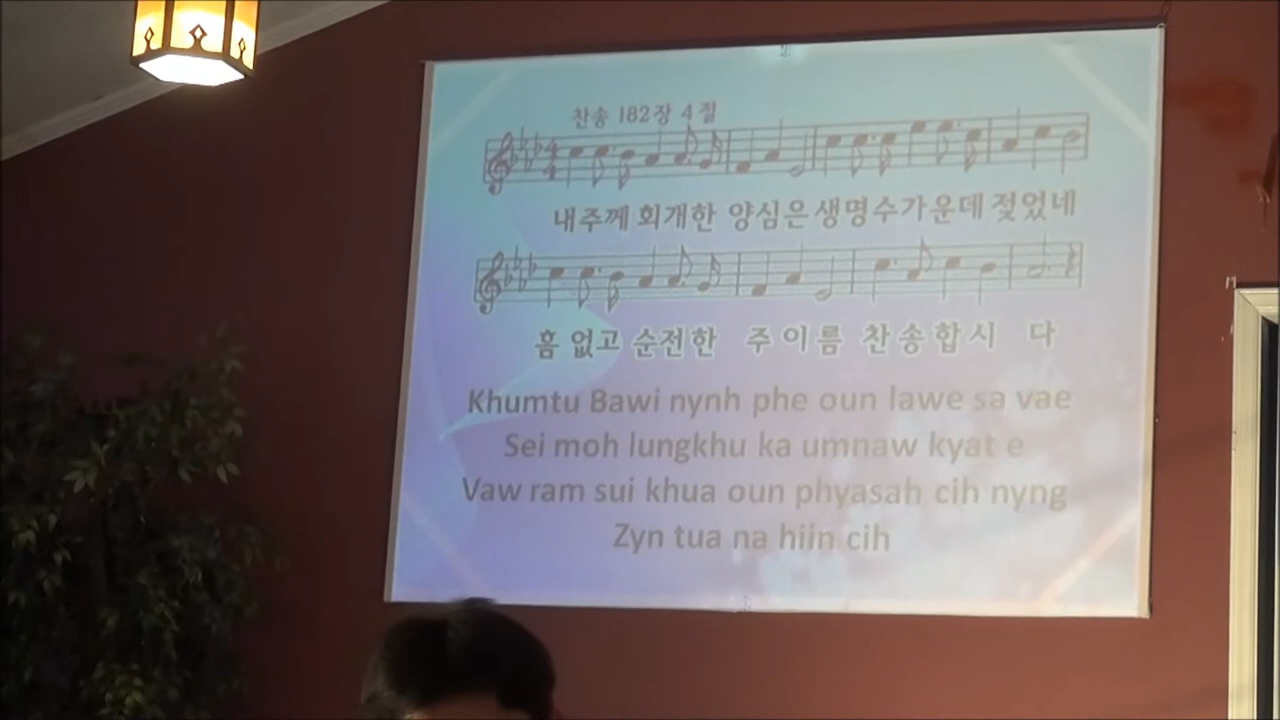 찬송 182장 4절
내주께 회개한 양심은 생명수가운데 젖었네
흠 없고 순전한 주 이 름 찬 송 합 시 다
Khumtu Bawi nynh phe oun lawe sa vae
Sei moh lungkhu ka umnaw kyat e
Vaw ram sui khua oun phyasah cih nyng
Zyn tua na hiin cih